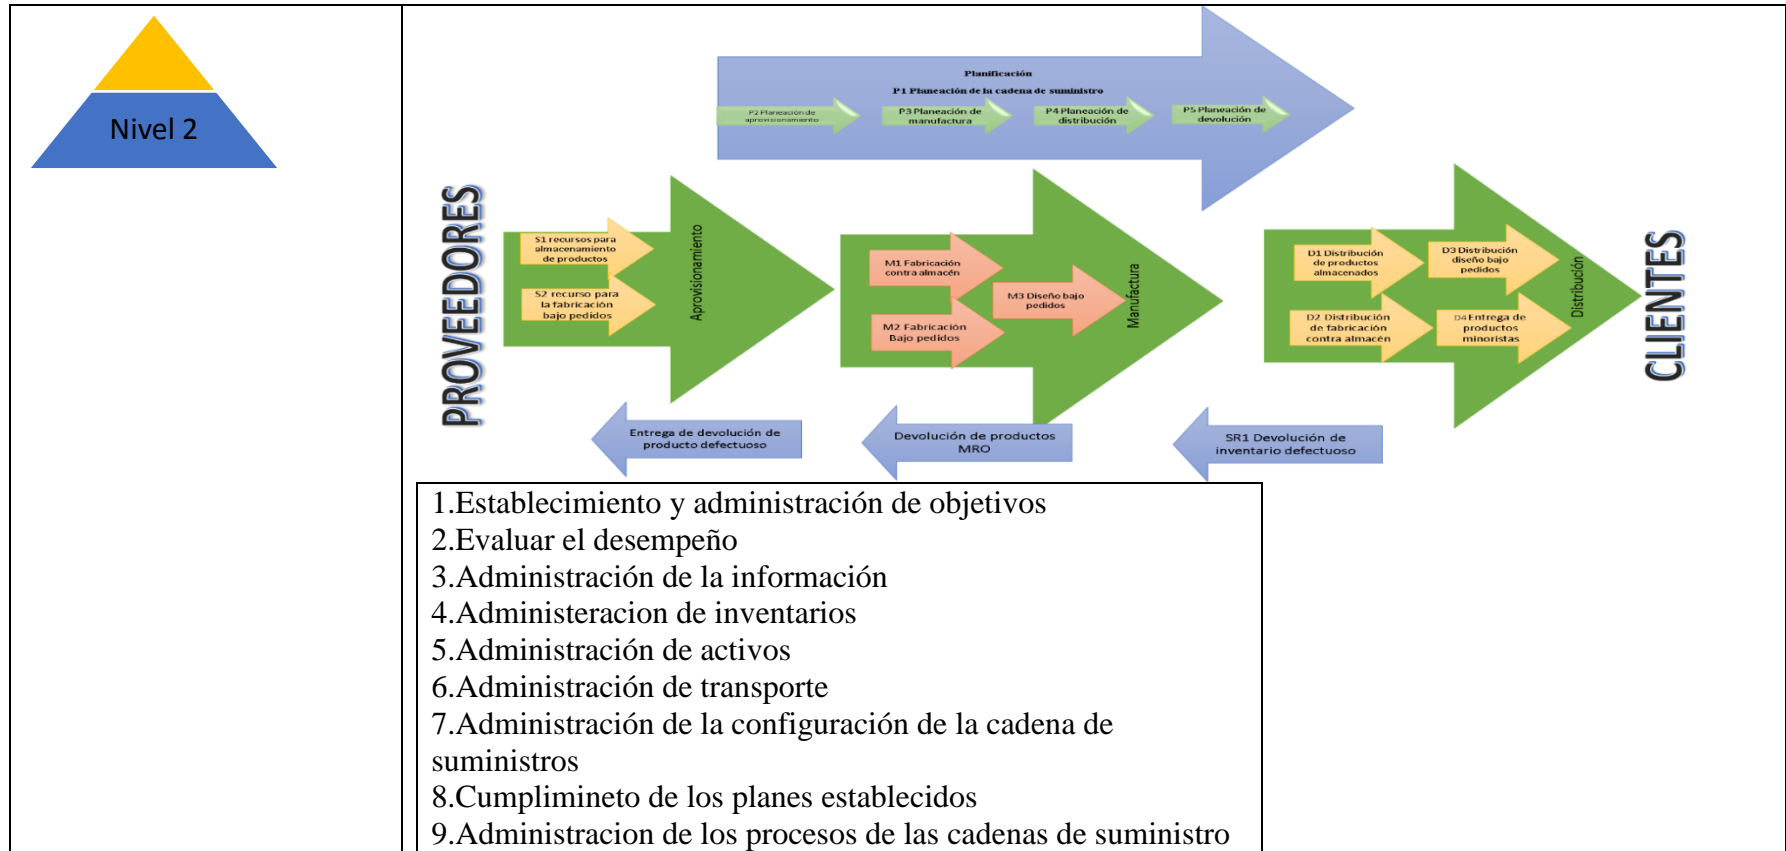 Nivel 2
Planificación
P1 Planeación de la cadena de suministro
P2 Planeación de
aprovisionamiento
P3 Planeación de
manufactura
P4 Planeación de
distribución
P5 Planeación de
devolución
PROVEEDORES
S1 recursos para
almacenamiento
de productos
S2 recurso para
la fabricación
bajo pedidos
Aprovisionamiento
M1 Fabricación
contra almacén
M2 Fabricación
Bajo pedidos
M3 Diseño bajo
pedidos
Manufactura
D1 Distribución
de productos
almacenados
D2 Distribución
de fabricación
contra almacén
D3 Distribución
diseño bajo
pedidos
D4 Entrega de
productos
minoristas
Distribución
CLIENTES
Entrega de devolución de
producto defectuoso
Devolución de productos
MRO
SR1 Devolución de
inventario defectuoso
1.Establecimiento y administración de objetivos
2.Evaluar el desempeño
3.Administración de la información
4.Administeracion de inventarios
5.Administración de activos
6.Administración de transporte
7.Administración de la configuración de la cadena de
suministros
8.Cumplimineto de los planes establecidos
9.Administracion de los procesos de las cadenas de suministro